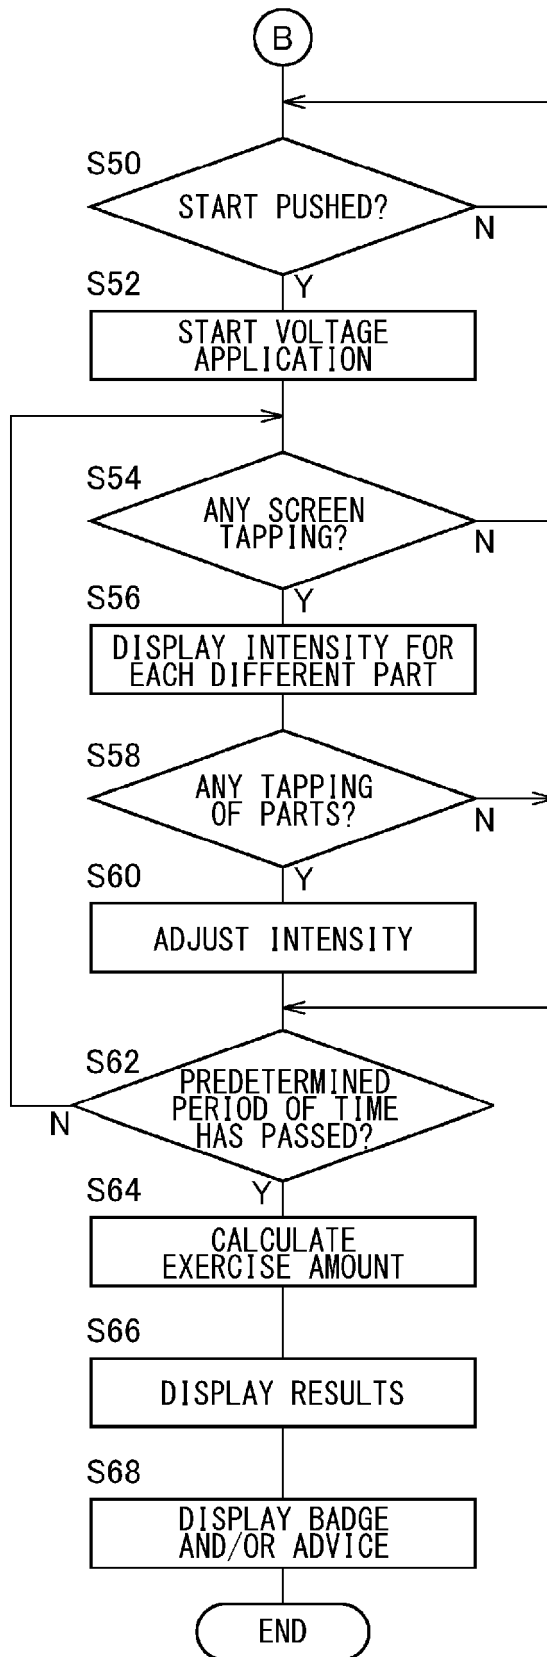 B
S50
START PUSHED?
N
Y
S52
START VOLTAGE
APPLICATION
S54
ANY SCREEN
TAPPING?
N
Y
S56
DISPLAY INTENSITY FOR
EACH DIFFERENT PART
S58
ANY TAPPING
OF PARTS?
N
Y
S60
ADJUST INTENSITY
S62
PREDETERMINED
PERIOD OF TIME
HAS PASSED?
N
Y
S64
CALCULATE
EXERCISE AMOUNT
S66
DISPLAY RESULTS
S68
DISPLAY BADGE
AND/OR ADVICE
END